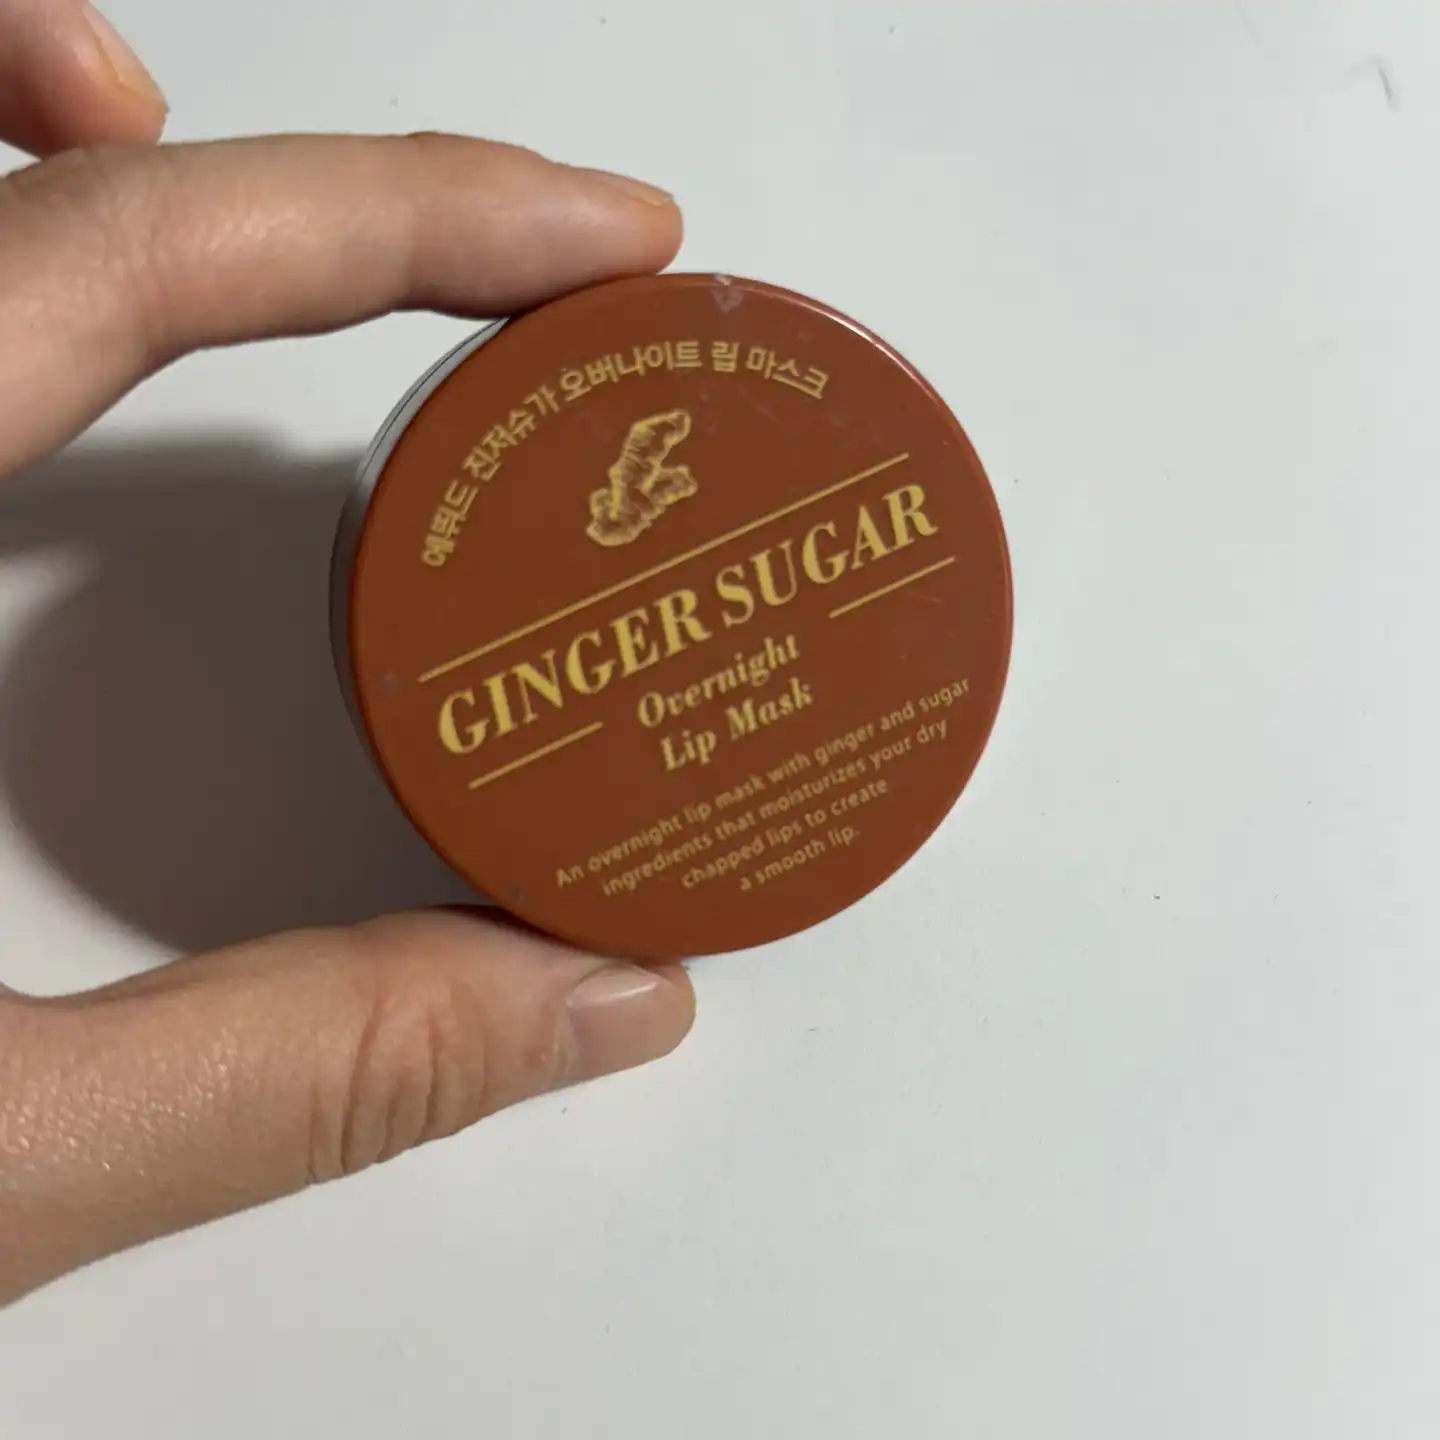 에뛰드 진저슈가 오버나이트 립 마스크
GINGER SUGAR
Overnight
Lip Mask
An overnight lip mask with ginger and sugar
ingredients that moisturizes your dry
chapped lips to create
a smooth lip.